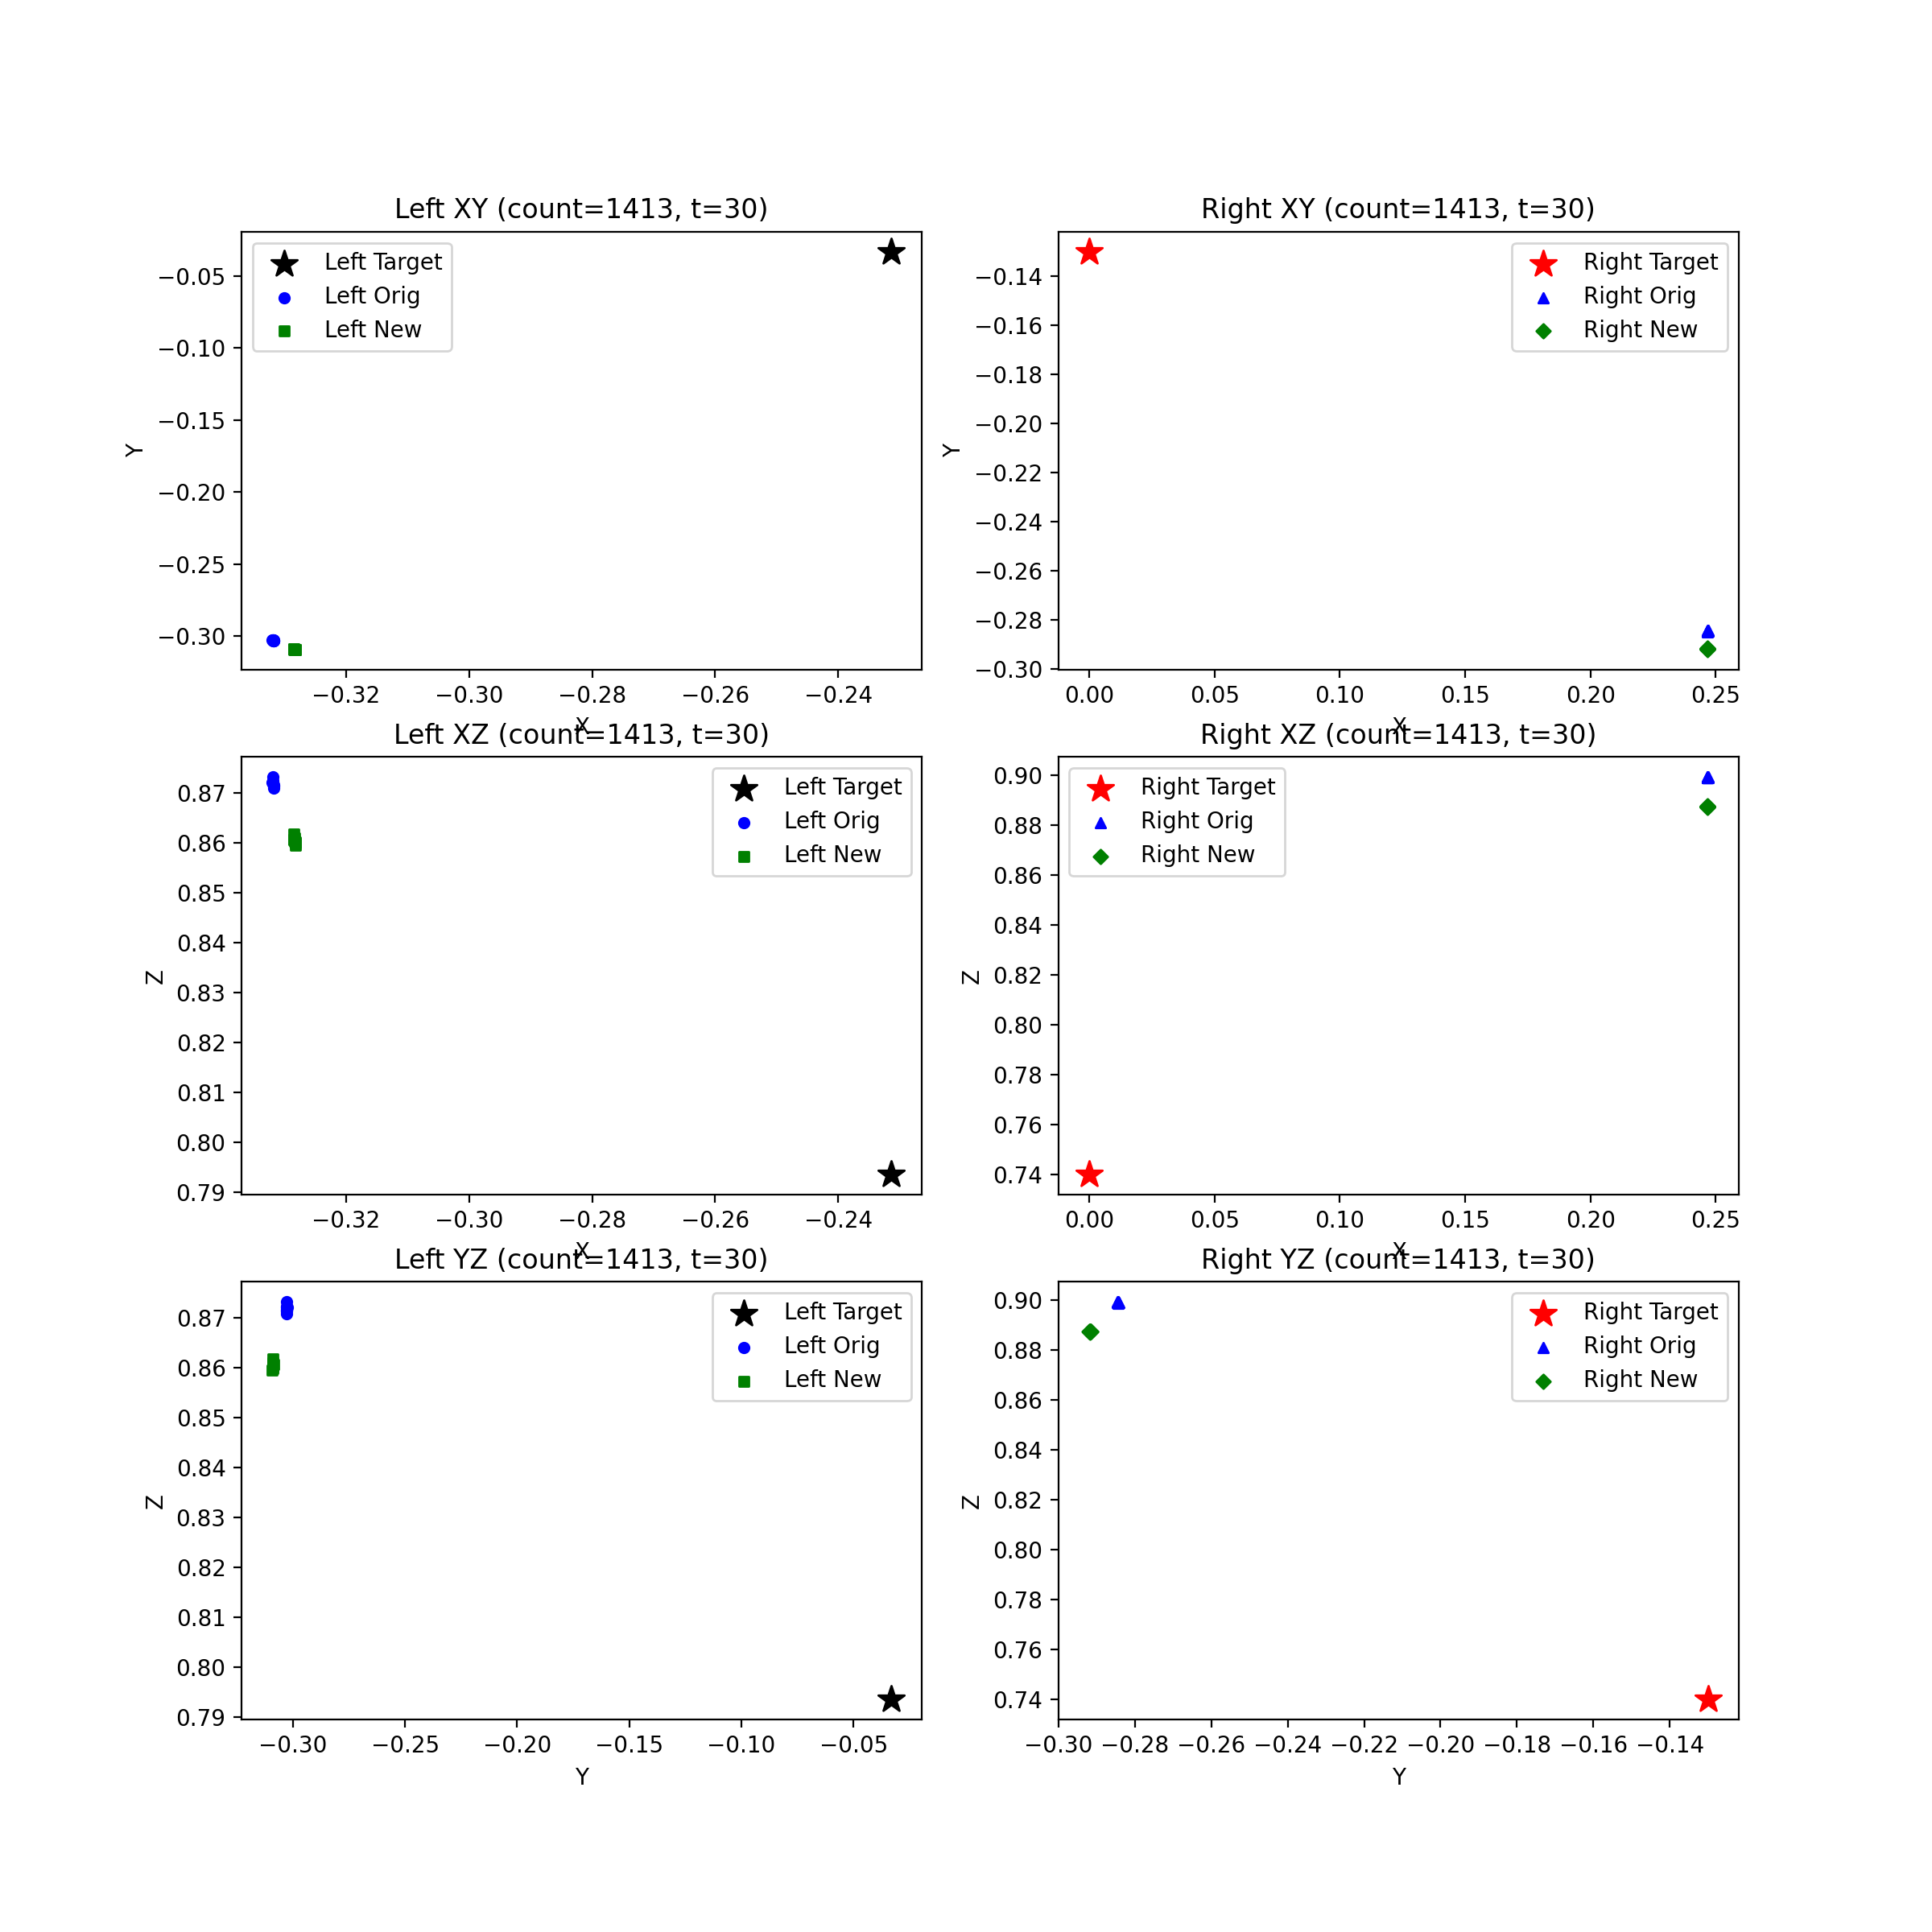 Left XY (count=1413, t=30)
Left Target
Left Orig
Left New
−0.05
−0.10
−0.15
−0.20
−0.25
−0.30
Y
−0.32
−0.30
−0.28
−0.26
−0.24
X
Right XY (count=1413, t=30)
Right Target
Right Orig
Right New
−0.14
−0.16
−0.18
−0.20
−0.22
−0.24
−0.26
−0.28
−0.30
Y
0.00
0.05
0.10
0.15
0.20
0.25
X
Left XZ (count=1413, t=30)
Left Target
Left Orig
Left New
0.87
0.86
0.85
0.84
0.83
0.82
0.81
0.80
0.79
Z
−0.32
−0.30
−0.28
−0.26
−0.24
X
Right XZ (count=1413, t=30)
Right Target
Right Orig
Right New
0.90
0.88
0.86
0.84
0.82
0.80
0.78
0.76
0.74
Z
0.00
0.05
0.10
0.15
0.20
0.25
X
Left YZ (count=1413, t=30)
Left Target
Left Orig
Left New
0.87
0.86
0.85
0.84
0.83
0.82
0.81
0.80
0.79
Z
−0.30
−0.25
−0.20
−0.15
−0.10
−0.05
Y
Right YZ (count=1413, t=30)
Right Target
Right Orig
Right New
0.90
0.88
0.86
0.84
0.82
0.80
0.78
0.76
0.74
Z
−0.30
−0.28
−0.26
−0.24
−0.22
−0.20
−0.18
−0.16
−0.14
Y